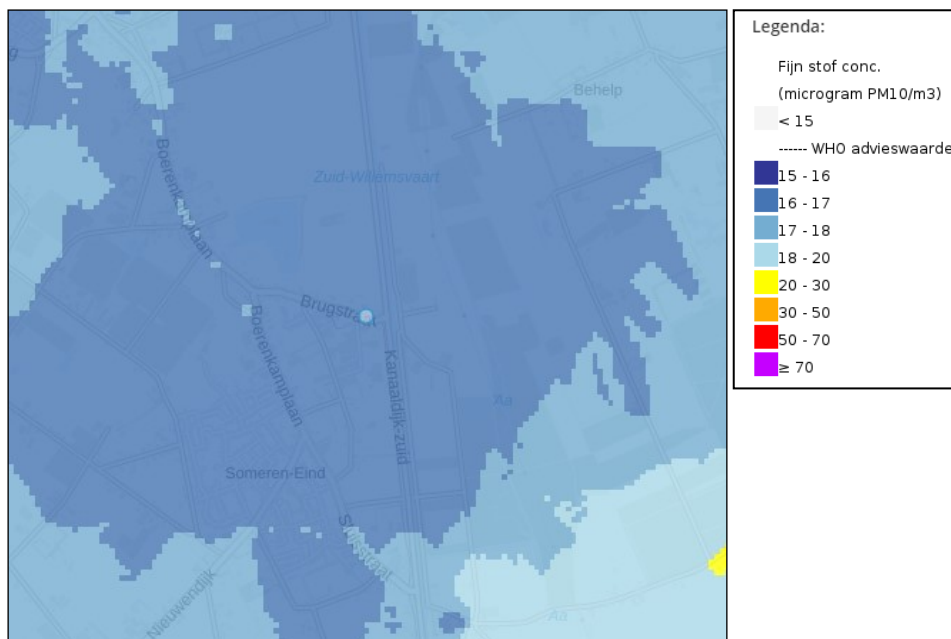 Legenda:
Fijn stof conc.
(microgram PM10/m3)
< 15
------ WHO advieswaarde
15 - 16
16 - 17
17 - 18
18 - 20
20 - 30
30 - 50
50 - 70
≥ 70
g
Behelp
Boerenkamplaan
Zuid-Willemsvaart
Brugstraat
Boerenkamplaan
Kanaaldijk-zuid
Aa
Someren-Eind
Slijsstraat
Nieuwendijk
Aa